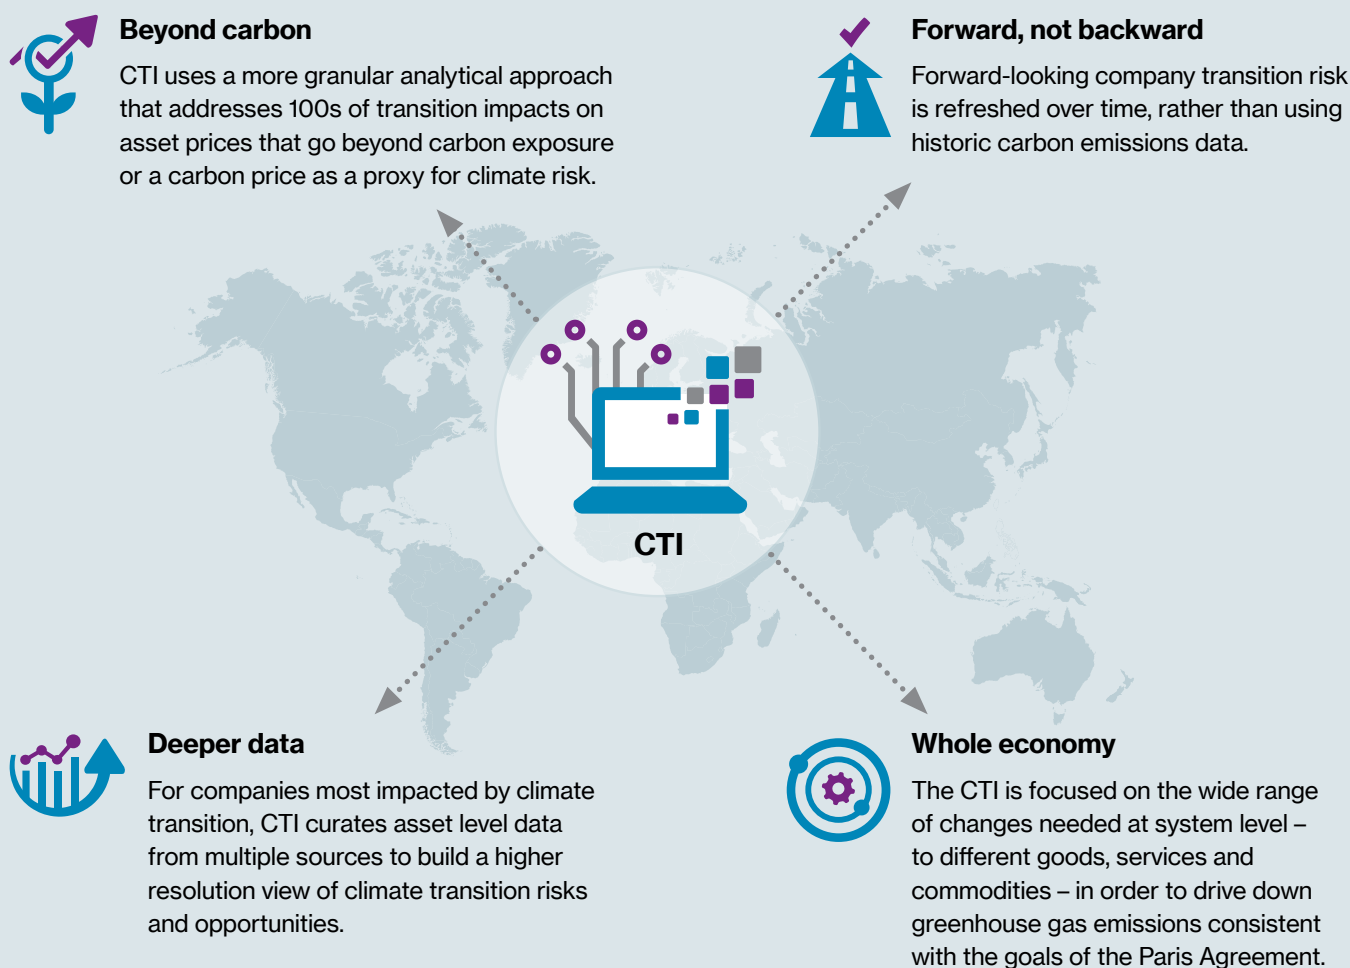 Beyond carbon
CTI uses a more granular analytical approach
that addresses 100s of transition impacts on
asset prices that go beyond carbon exposure
or a carbon price as a proxy for climate risk.
Forward, not backward
Forward-looking company transition risk
is refreshed over time, rather than using
historic carbon emissions data.
CTI
Deeper data
For companies most impacted by climate
transition, CTI curates asset level data
from multiple sources to build a higher
resolution view of climate transition risks
and opportunities.
Whole economy
The CTI is focused on the wide range
of changes needed at system level –
to different goods, services and
commodities – in order to drive down
greenhouse gas emissions consistent
with the goals of the Paris Agreement.